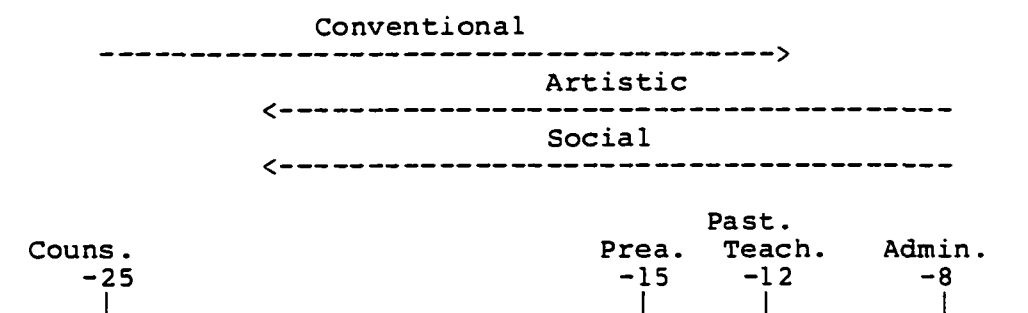 Conventional
-------------------------------------->
Artistic
<--------------------------------------
Social
<--------------------------------------
Past.
Couns. Prea. Teach. Admin.
-25 -15 -12 -8
| | | |